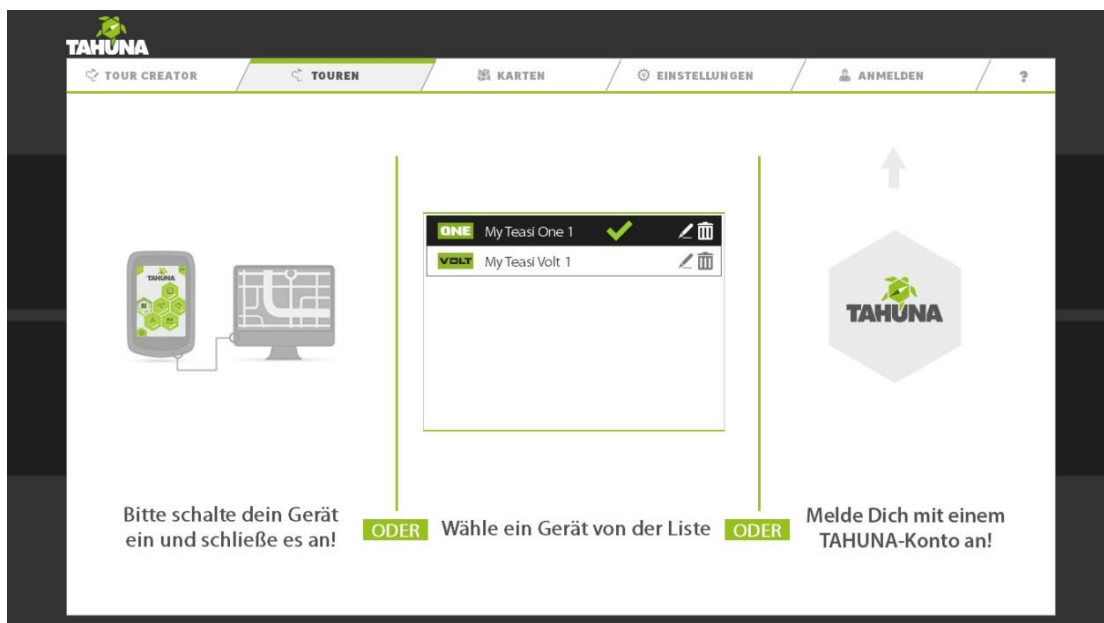 TAHUNA
TOUR CREATOR
TOUREN
KARTEN
EINSTELLUNGEN
ANMELDEN
?
TAHUNA
ONE My Teasi One 1
VOLT My Teasi Volt 1
TAHUNA
Bitte schalte dein Gerät
ein und schließe es an!
ODER
Wähle ein Gerät von der Liste
ODER
Melde Dich mit einem
TAHUNA-Konto an!